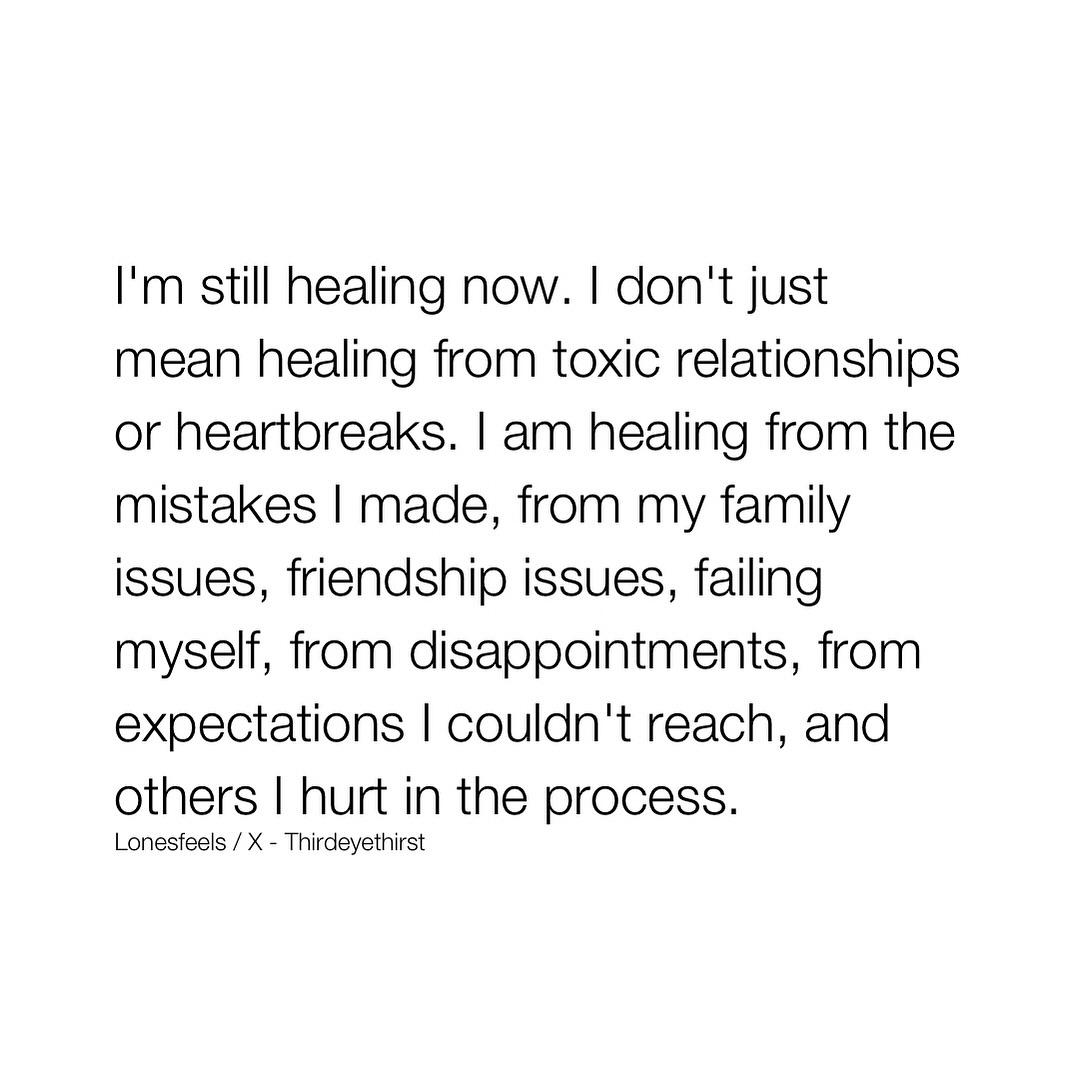 I'm still healing now. I don't just
mean healing from toxic relationships
or heartbreaks. I am healing from the
mistakes I made, from my family
issues, friendship issues, failing
myself, from disappointments, from
expectations I couldn't reach, and
others I hurt in the process.
Lonesfeels / X - Thirdeyethirst